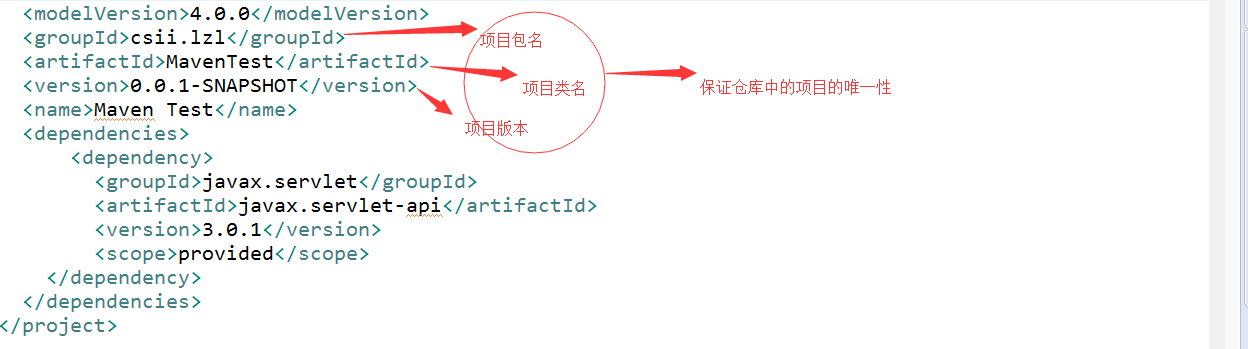 <modelVersion>4.0.0</modelVersion>
<groupId>csii.lzl</groupId>
项目包名
<artifactId>MavenTest</artifactId>
项目类名
保证仓库中的项目的唯一性
<version>0.0.1-SNAPSHOT</version>
<name>Maven Test</name>
项目版本
<dependencies>
<dependency>
<groupId>javax.servlet</groupId>
<artifactId>javax.servlet-api</artifactId>
<version>3.0.1</version>
<scope>provided</scope>
</dependency>
</dependencies>
</project>